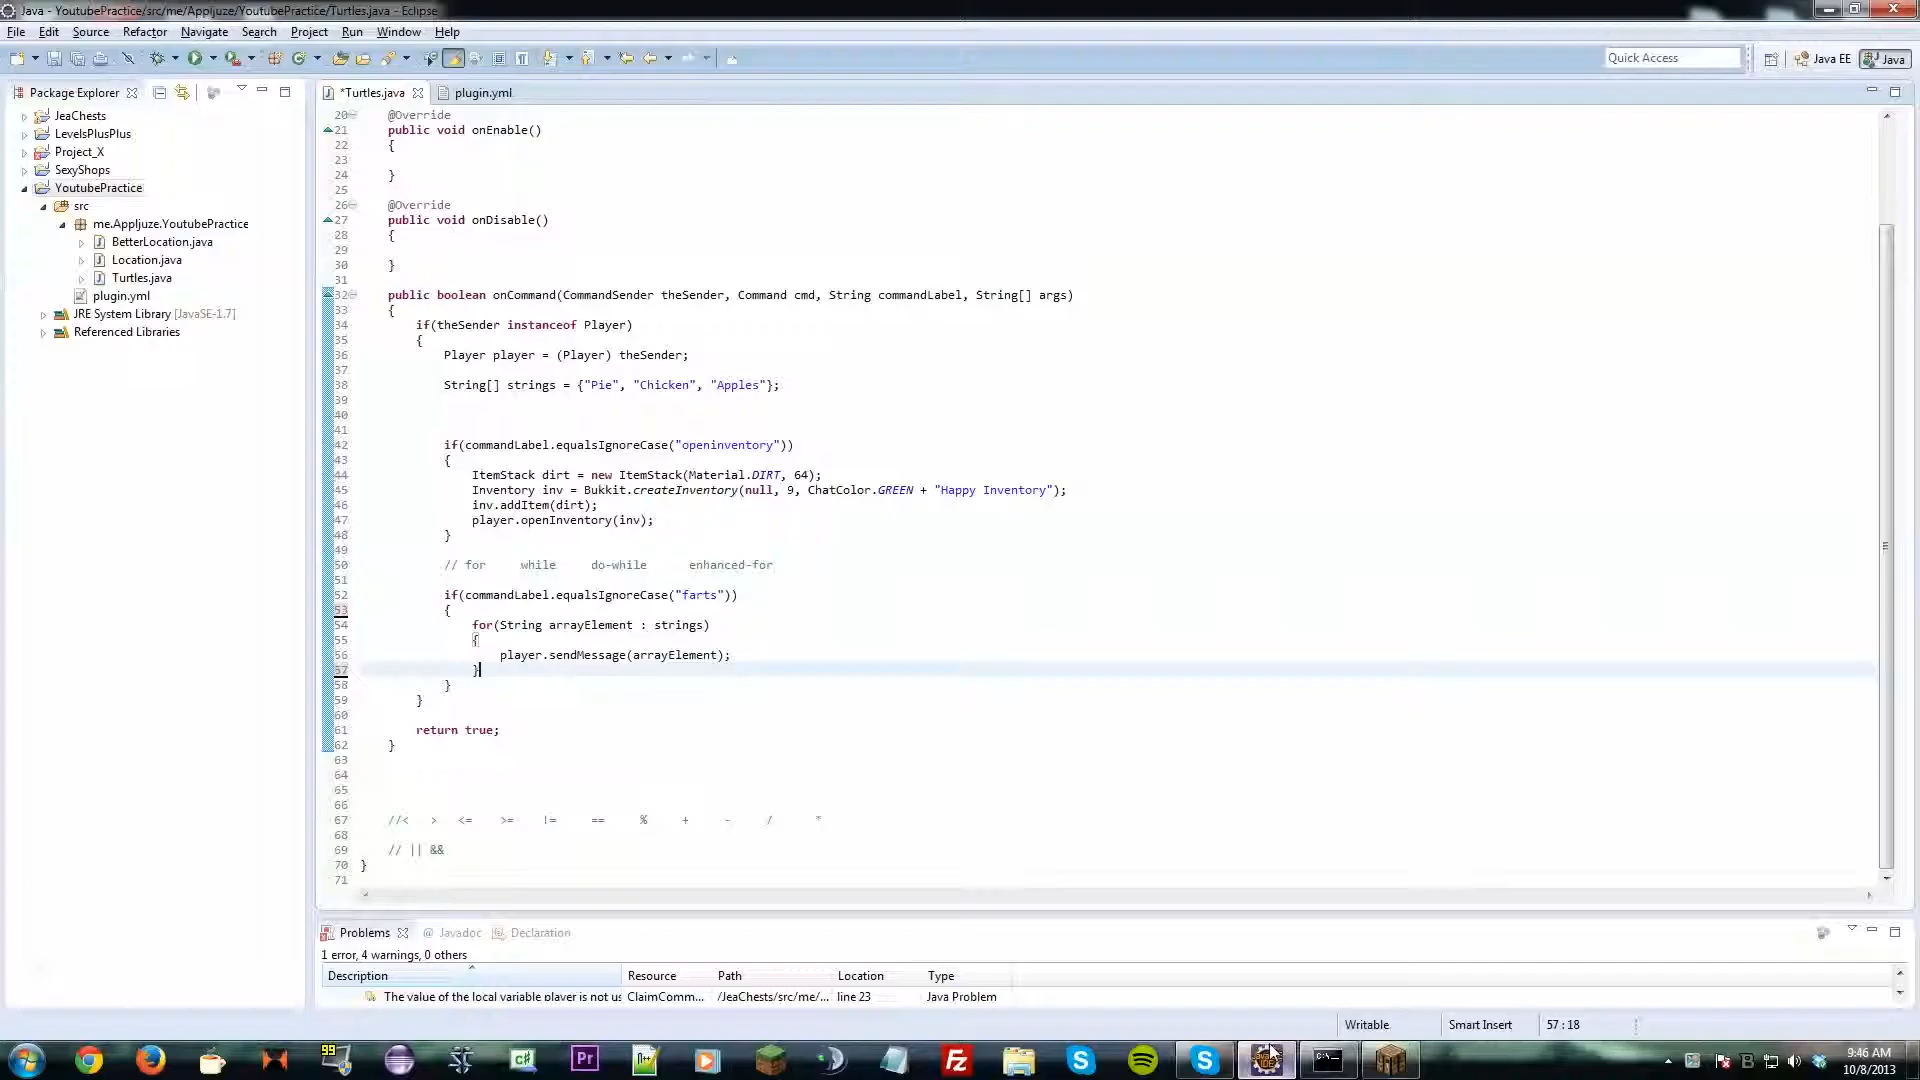 Java - YoutubePractice/src/me/Appljuze/YoutubePractice/Turtles.java - Eclipse
File Edit Source Refactor Navigate Search Project Run Window Help
Quick Access Java EE Java
Package Explorer
JeaChests
LevelsPlusPlus
Project_X
SexyShops
YoutubePractice
src
me.Appljuze.YoutubePractice
BetterLocation.java
Location.java
Turtles.java
plugin.yml
JRE System Library [JavaSE-1.7]
Referenced Libraries
*Turtles.java plugin.yml
20 @Override
21 public void onEnable()
22 {
23
24 }
25
26 @Override
27 public void onDisable()
28 {
29
30 }
31
32 public boolean onCommand(CommandSender theSender, Command cmd, String commandLabel, String[] args)
33 {
34 if(theSender instanceof Player)
35 {
36 Player player = (Player) theSender;
37
38 String[] strings = {"Pie", "Chicken", "Apples"};
39
40
41
42 if(commandLabel.equalsIgnoreCase("openinventory"))
43 {
44 ItemStack dirt = new ItemStack(Material.DIRT, 64);
45 Inventory inv = Bukkit.createInventory(null, 9, ChatColor.GREEN + "Happy Inventory");
46 inv.addItem(dirt);
47 player.openInventory(inv);
48 }
49
50 // for while do-while enhanced-for
51
52 if(commandLabel.equalsIgnoreCase("farts"))
53 {
54 for(String arrayElement : strings)
55 {
56 player.sendMessage(arrayElement);
57 }
58 }
59 }
60
61 return true;
62 }
63
64
65
66
67 //< > <= >= != == % + - / *
68
69 // || &&
70 }
71
Problems @ Javadoc Declaration
1 error, 4 warnings, 0 others
Description Resource Path Location Type
The value of the local variable player is not us ClaimComm... /JeaChests/src/me/... line 23 Java Problem
Writable Smart Insert 57 : 18
99
C#
Pr
Fz
9:46 AM
10/8/2013